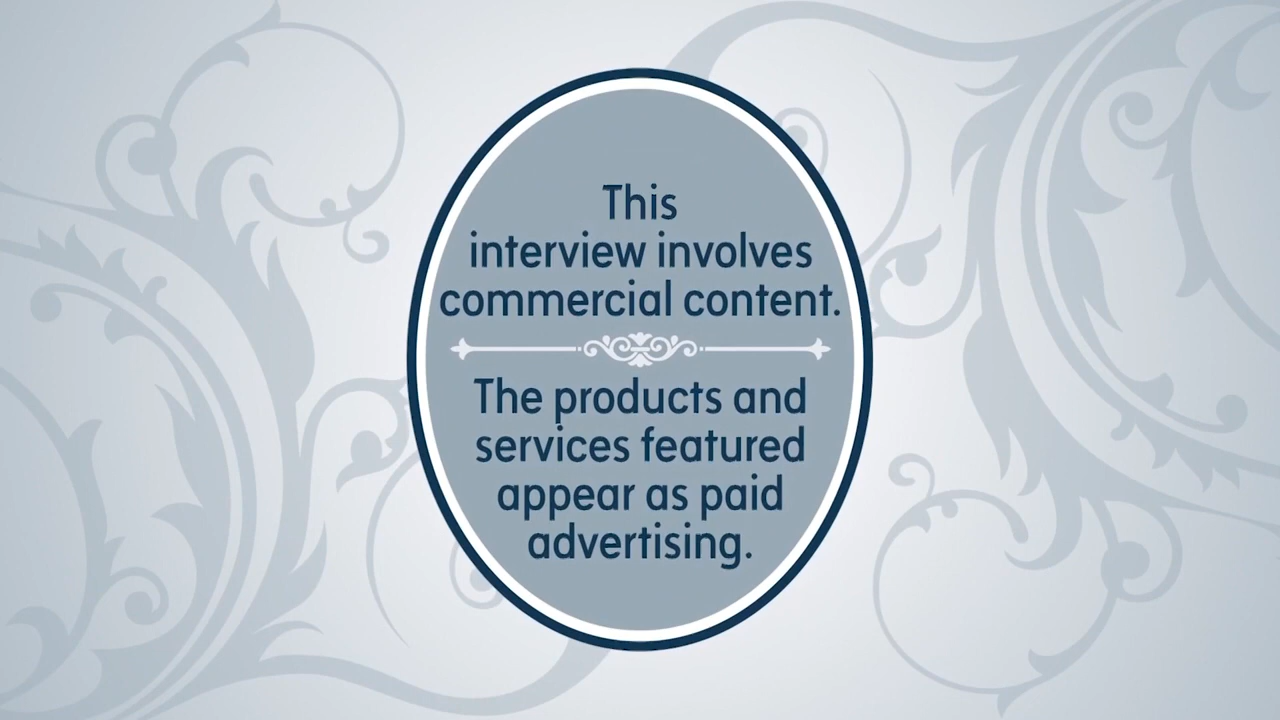 This
interview involves
commercial content.
The products and
services featured
appear as paid
advertising.